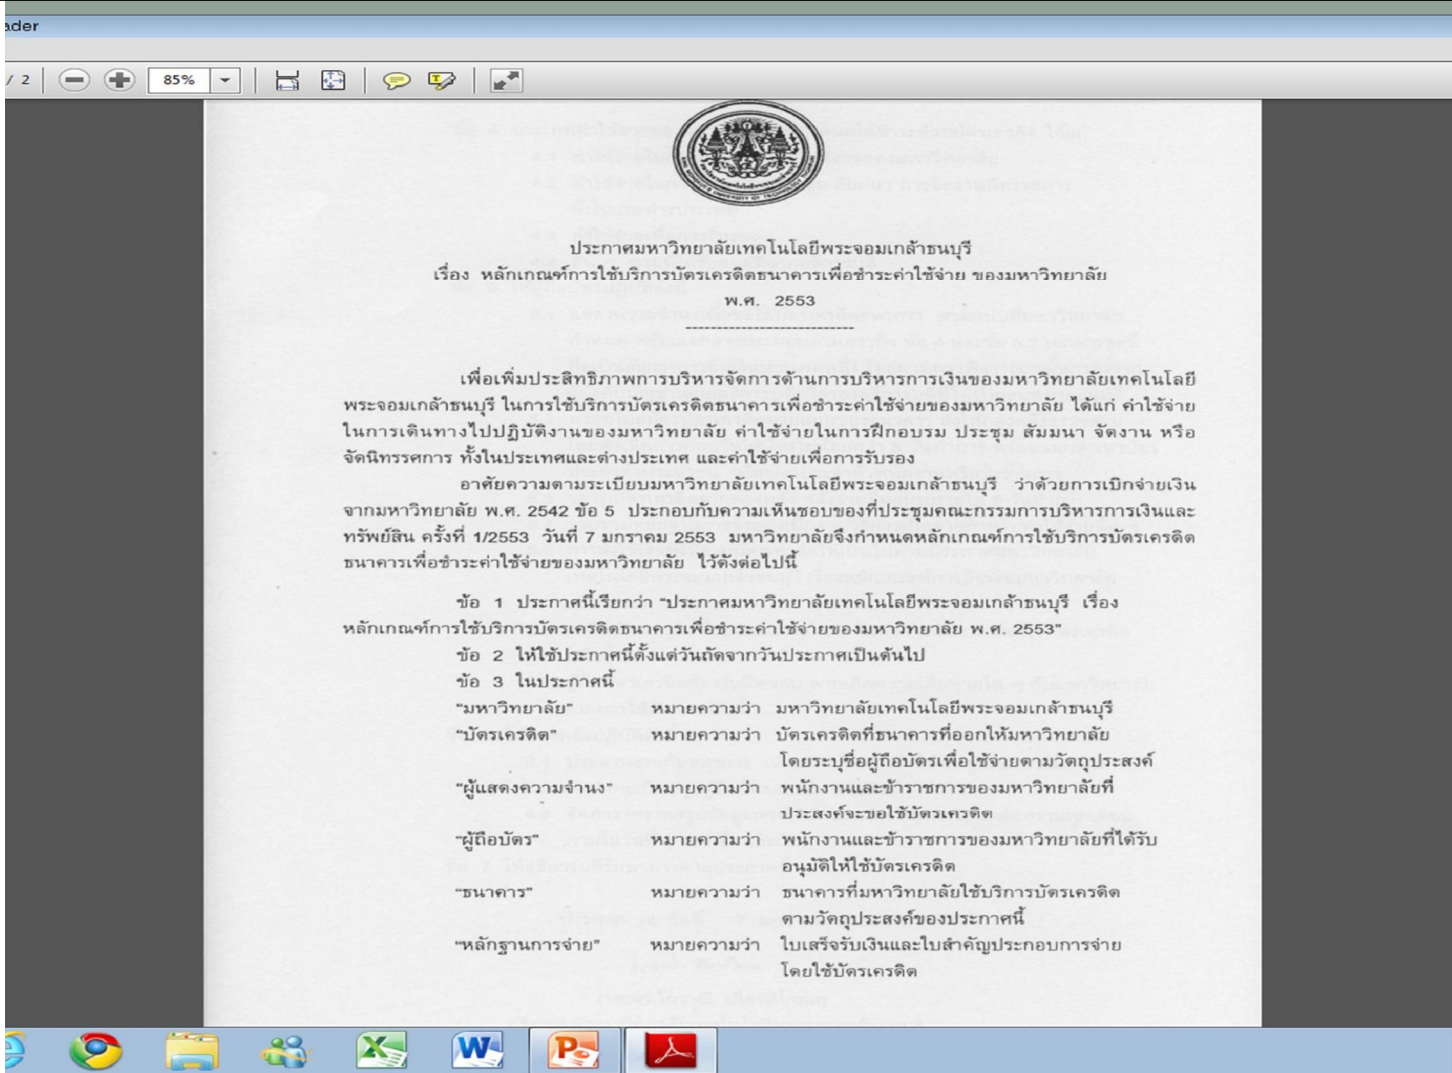 ader
/ 2
85%
ประกาศมหาวิทยาลัยเทคโนโลยีพระจอมเกล้าธนบุรี
เรื่อง หลักเกณฑ์การใช้บริการบัตรเครดิตธนาคารเพื่อชำระค่าใช้จ่าย ของมหาวิทยาลัย
พ.ศ. 2553
เพื่อเพิ่มประสิทธิภาพการบริหารจัดการด้านการบริหารการเงินของมหาวิทยาลัยเทคโนโลยี
พระจอมเกล้าธนบุรี ในการใช้บริการบัตรเครดิตธนาคารเพื่อชำระค่าใช้จ่ายของมหาวิทยาลัย ได้แก่ ค่าใช้จ่าย
ในการเดินทางไปปฏิบัติงานของมหาวิทยาลัย ค่าใช้จ่ายในการฝึกอบรม ประชุม สัมมนา จัดงาน หรือ
จัดนิทรรศการ ทั้งในประเทศและต่างประเทศ และค่าใช้จ่ายเพื่อการรับรอง
อาศัยความตามระเบียบมหาวิทยาลัยเทคโนโลยีพระจอมเกล้าธนบุรี ว่าด้วยการเบิกจ่ายเงิน
จากมหาวิทยาลัย พ.ศ. 2542 ข้อ 5 ประกอบกับความเห็นชอบของที่ประชุมคณะกรรมการบริหารการเงินและ
ทรัพย์สิน ครั้งที่ 1/2553 วันที่ 7 มกราคม 2553 มหาวิทยาลัยจึงกำหนดหลักเกณฑ์การใช้บริการบัตรเครดิต
ธนาคารเพื่อชำระค่าใช้จ่ายของมหาวิทยาลัย ไว้ดังต่อไปนี้
ข้อ 1 ประกาศนี้เรียกว่า "ประกาศมหาวิทยาลัยเทคโนโลยีพระจอมเกล้าธนบุรี เรื่อง
หลักเกณฑ์การใช้บริการบัตรเครดิตธนาคารเพื่อชำระค่าใช้จ่ายของมหาวิทยาลัย พ.ศ. 2553"
ข้อ 2 ให้ใช้ประกาศนี้ตั้งแต่วันถัดจากวันประกาศเป็นต้นไป
ข้อ 3 ในประกาศนี้
"มหาวิทยาลัย" หมายความว่า มหาวิทยาลัยเทคโนโลยีพระจอมเกล้าธนบุรี
"บัตรเครดิต" หมายความว่า บัตรเครดิตที่ธนาคารที่ออกให้มหาวิทยาลัย
โดยระบุชื่อผู้ถือบัตรเพื่อใช้จ่ายตามวัตถุประสงค์
"ผู้แสดงความจำนง" หมายความว่า พนักงานและข้าราชการของมหาวิทยาลัยที่
ประสงค์จะขอใช้บัตรเครดิต
"ผู้ถือบัตร" หมายความว่า พนักงานและข้าราชการของมหาวิทยาลัยที่ได้รับ
อนุมัติให้ใช้บัตรเครดิต
"ธนาคาร" หมายความว่า ธนาคารที่มหาวิทยาลัยใช้บริการบัตรเครดิต
ตามวัตถุประสงค์ของประกาศนี้
"หลักฐานการจ่าย" หมายความว่า ใบเสร็จรับเงินและใบสำคัญประกอบการจ่าย
โดยใช้บัตรเครดิต